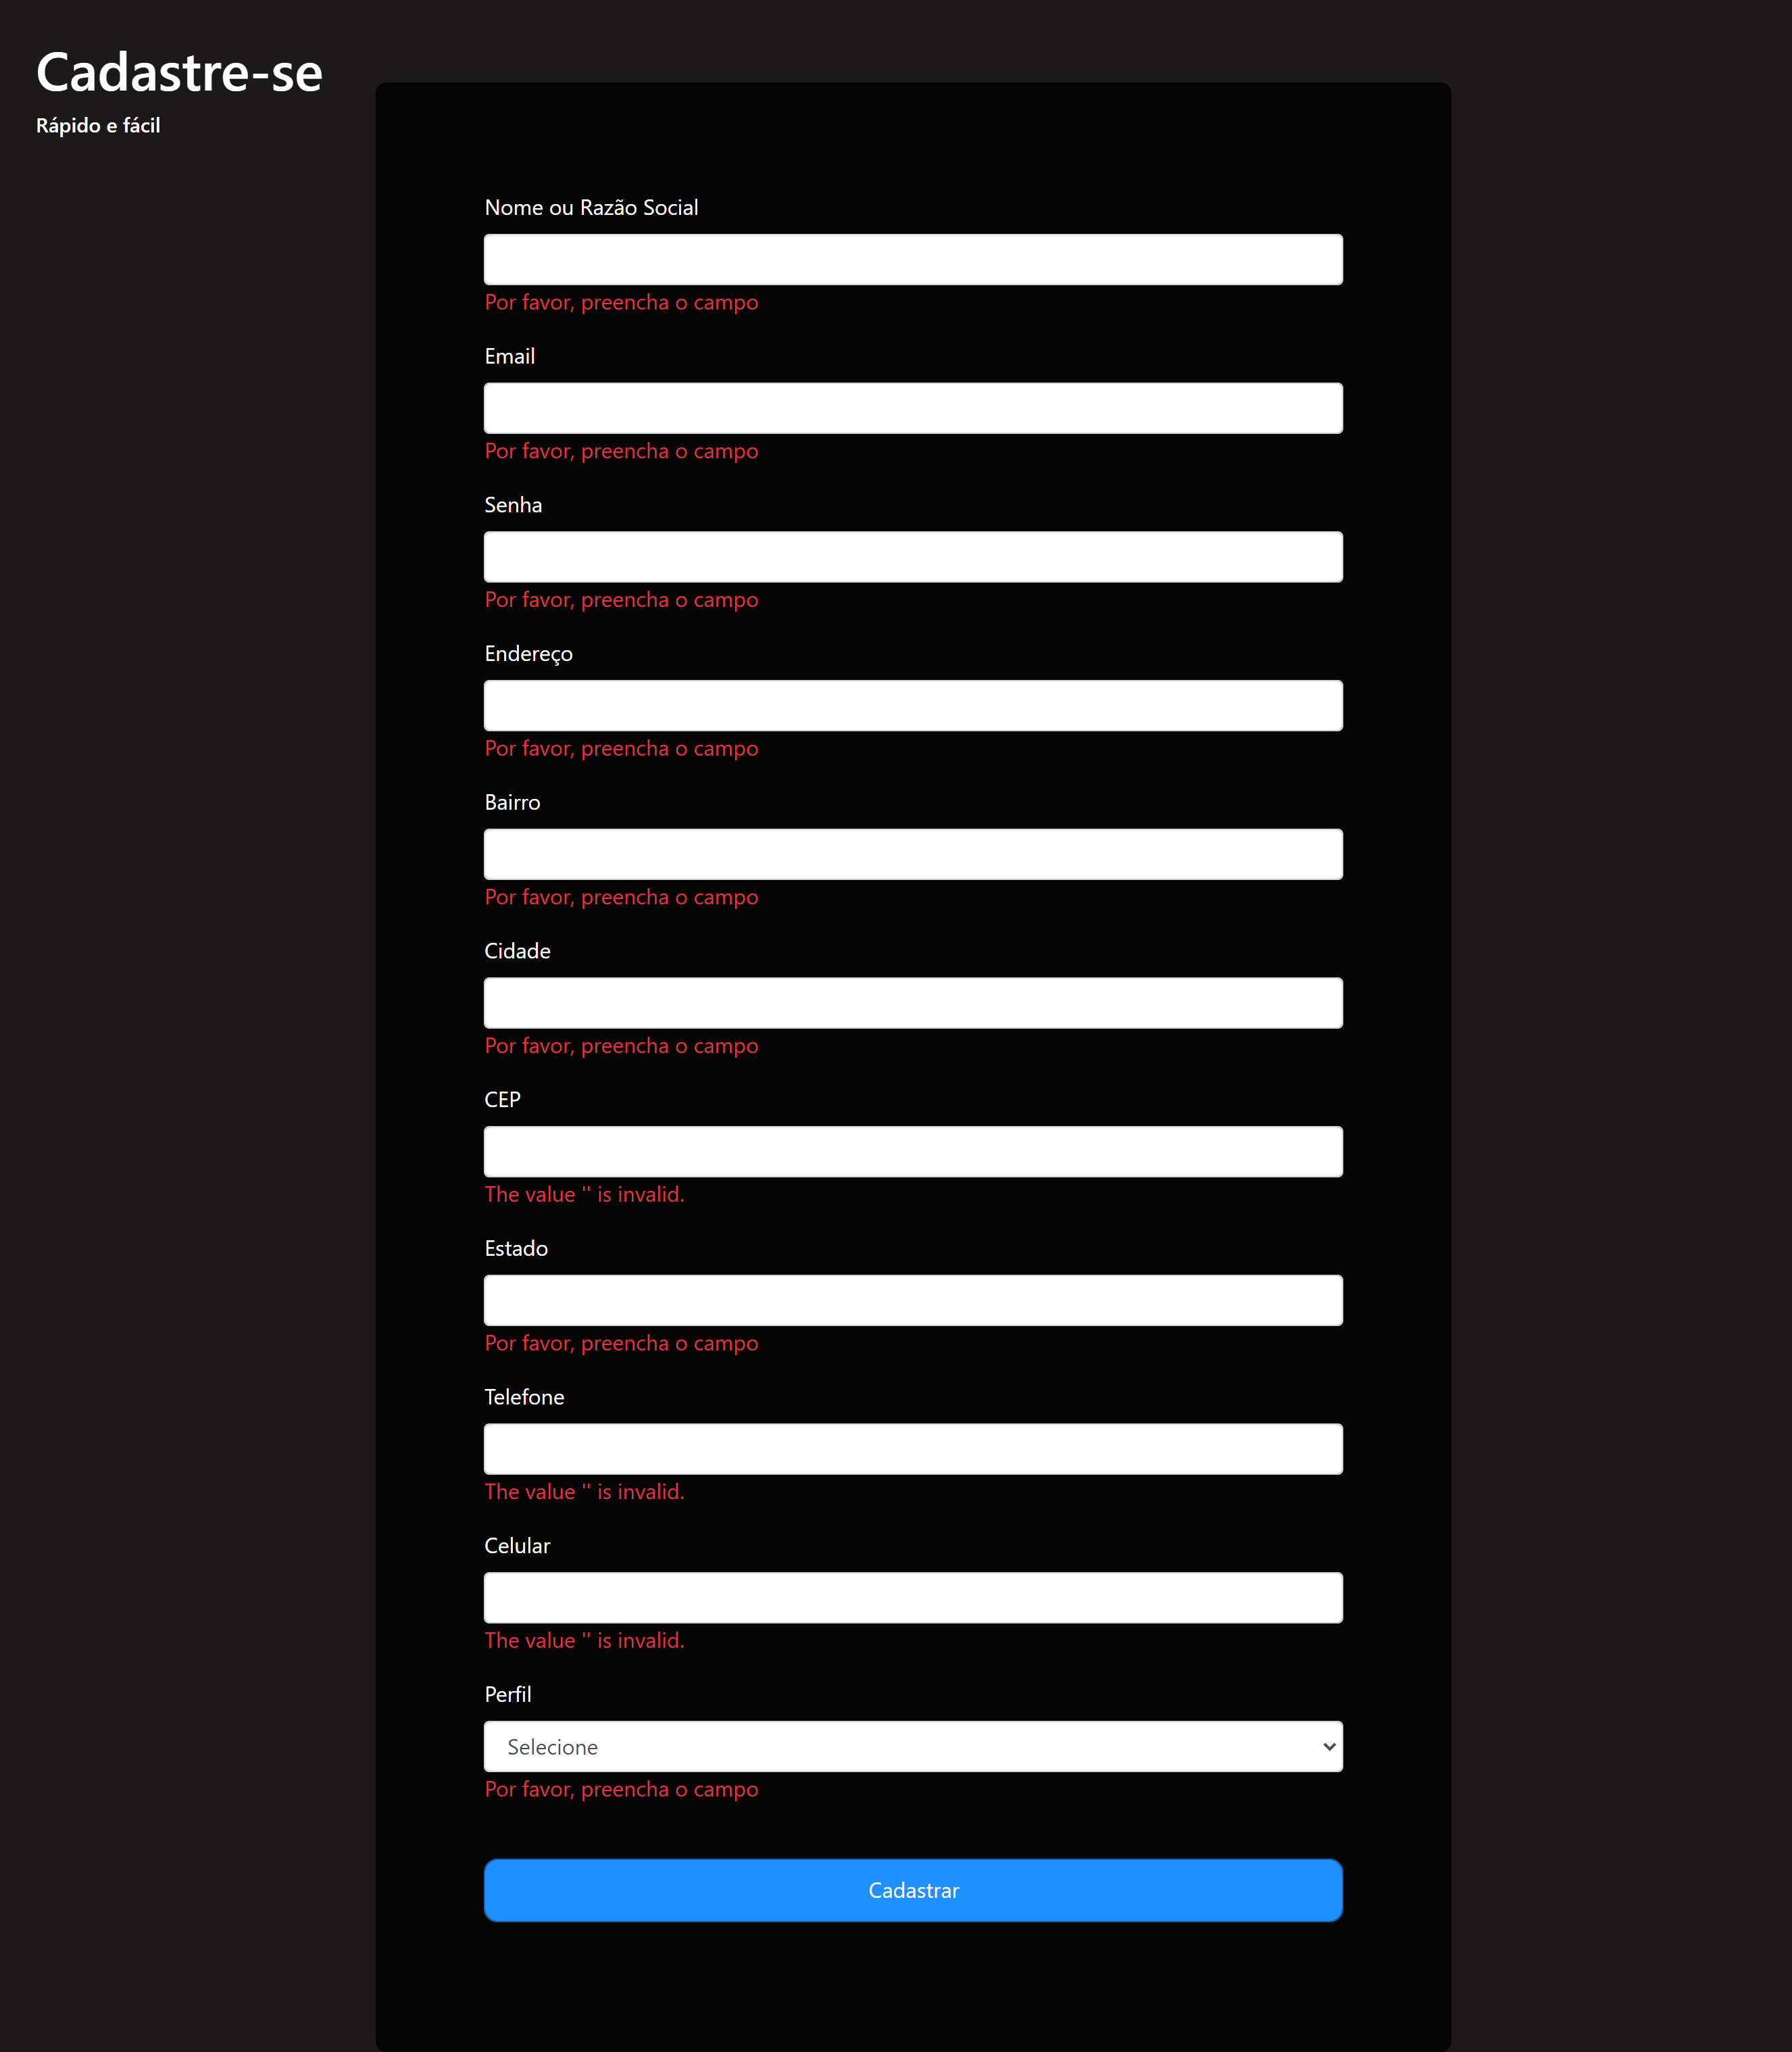 Cadastre-se
Rápido e fácil
Nome ou Razão Social
Por favor, preencha o campo
Email
Por favor, preencha o campo
Senha
Por favor, preencha o campo
Endereço
Por favor, preencha o campo
Bairro
Por favor, preencha o campo
Cidade
Por favor, preencha o campo
CEP
The value '' is invalid.
Estado
Por favor, preencha o campo
Telefone
The value '' is invalid.
Celular
The value '' is invalid.
Perfil
Selecione
Por favor, preencha o campo
Cadastrar